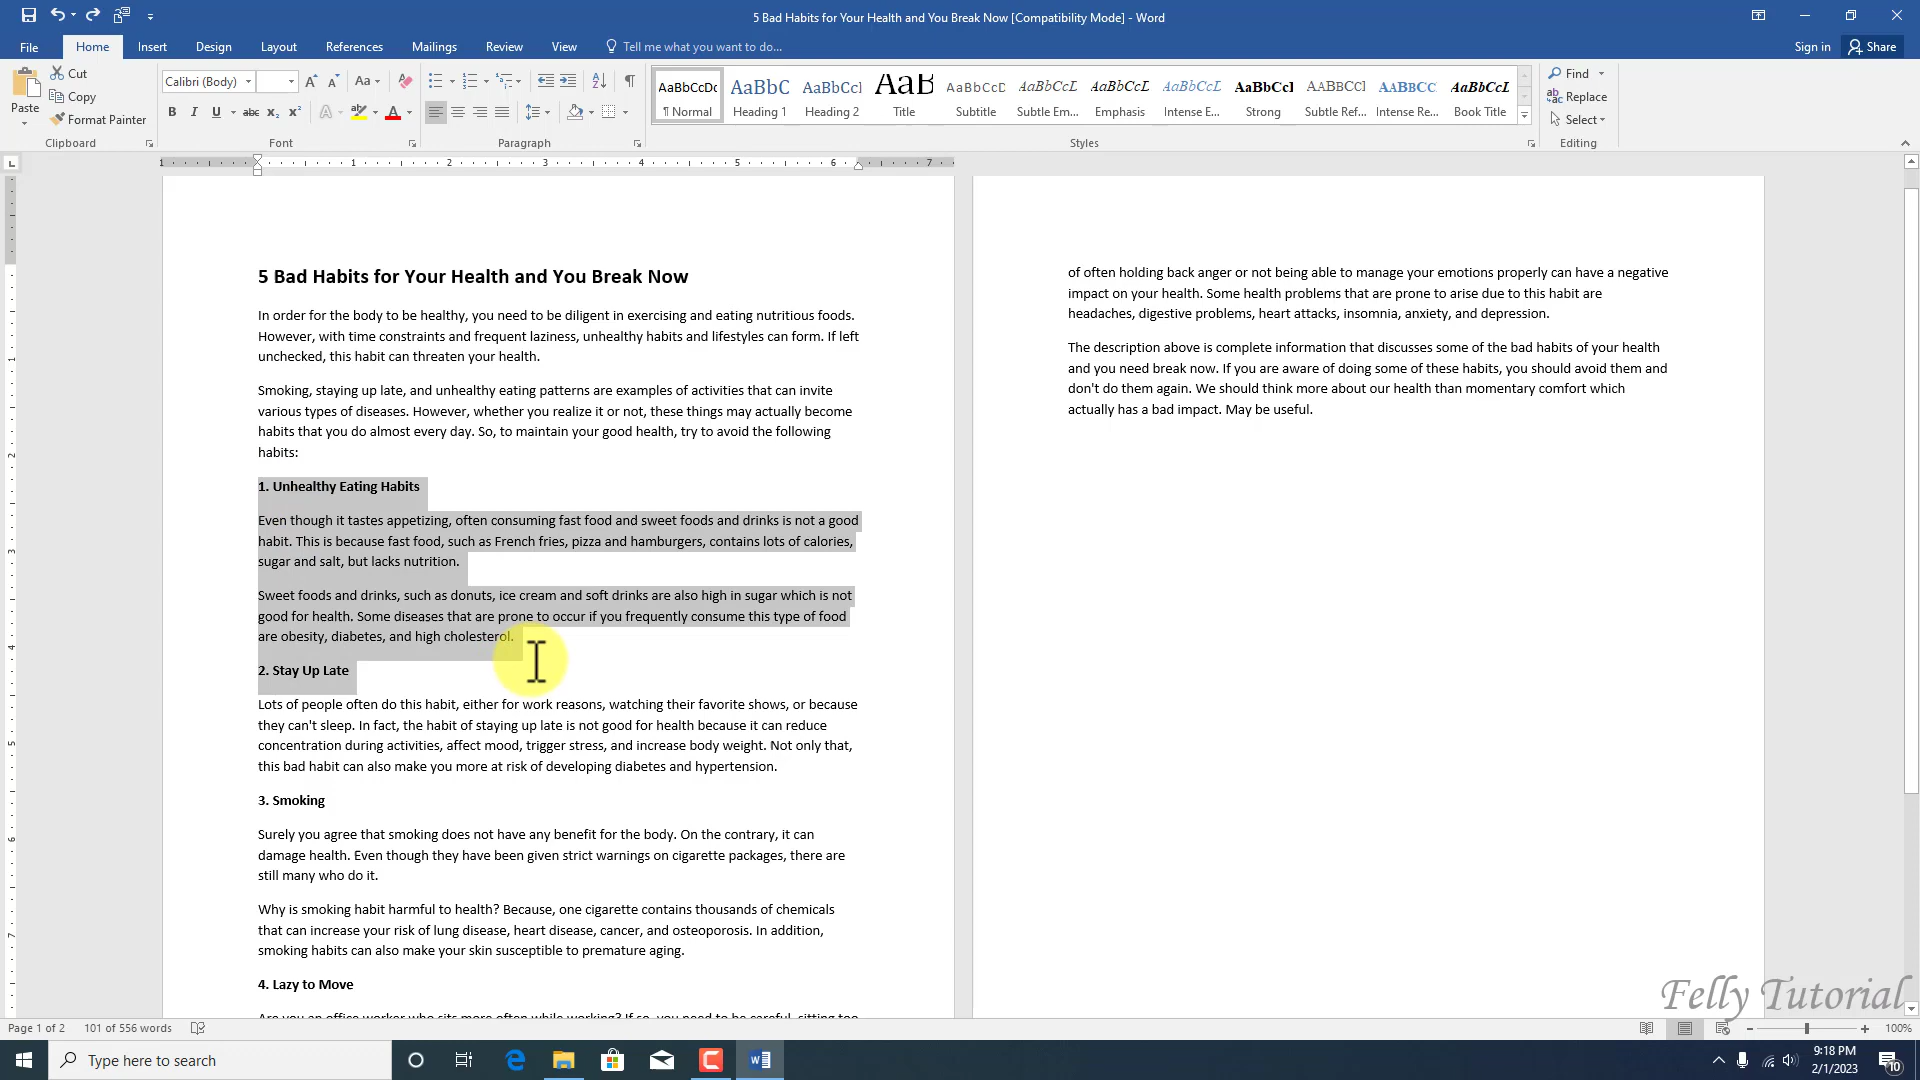 5 Bad Habits for Your Health and You Break Now [Compatibility Mode] - Word
File Home Insert Design Layout References Mailings Review View Tell me what you want to do... Sign in Share
Paste
Cut
Copy
Format Painter
Clipboard
Calibri (Body)
Font
Paragraph
AaBbCcDc AaBbC AaBbCcI AaB AaBbCcD AaBbCcL AaBbCcL AaBbCcL AaBbCcI AaBbCcI AaBbCC AaBbCcL
¶ Normal Heading 1 Heading 2 Title Subtitle Subtle Em... Emphasis Intense E... Strong Subtle Ref... Intense Re... Book Title
Styles
Find
Replace
Select
Editing
1 1 2 3 4 5 6 7
5 Bad Habits for Your Health and You Break Now
In order for the body to be healthy, you need to be diligent in exercising and eating nutritious foods.
However, with time constraints and frequent laziness, unhealthy habits and lifestyles can form. If left
unchecked, this habit can threaten your health.
Smoking, staying up late, and unhealthy eating patterns are examples of activities that can invite
various types of diseases. However, whether you realize it or not, these things may actually become
habits that you do almost every day. So, to maintain your good health, try to avoid the following
habits:
1. Unhealthy Eating Habits
Even though it tastes appetizing, often consuming fast food and sweet foods and drinks is not a good
habit. This is because fast food, such as French fries, pizza and hamburgers, contains lots of calories,
sugar and salt, but lacks nutrition.
Sweet foods and drinks, such as donuts, ice cream and soft drinks are also high in sugar which is not
good for health. Some diseases that are prone to occur if you frequently consume this type of food
are obesity, diabetes, and high cholesterol.
2. Stay Up Late
Lots of people often do this habit, either for work reasons, watching their favorite shows, or because
they can't sleep. In fact, the habit of staying up late is not good for health because it can reduce
concentration during activities, affect mood, trigger stress, and increase body weight. Not only that,
this bad habit can also make you more at risk of developing diabetes and hypertension.
3. Smoking
Surely you agree that smoking does not have any benefit for the body. On the contrary, it can
damage health. Even though they have been given strict warnings on cigarette packages, there are
still many who do it.
Why is smoking habit harmful to health? Because, one cigarette contains thousands of chemicals
that can increase your risk of lung disease, heart disease, cancer, and osteoporosis. In addition,
smoking habits can also make your skin susceptible to premature aging.
4. Lazy to Move
Are you an office worker who sits more often while working? If so, you need to be careful, sitting too
of often holding back anger or not being able to manage your emotions properly can have a negative
impact on your health. Some health problems that are prone to arise due to this habit are
headaches, digestive problems, heart attacks, insomnia, anxiety, and depression.
The description above is complete information that discusses some of the bad habits of your health
and you need break now. If you are aware of doing some of these habits, you should avoid them and
don't do them again. We should think more about our health than momentary comfort which
actually has a bad impact. May be useful.
Felly Tutorial
Page 1 of 2 101 of 556 words 100%
Type here to search
9:18 PM
2/1/2023
10